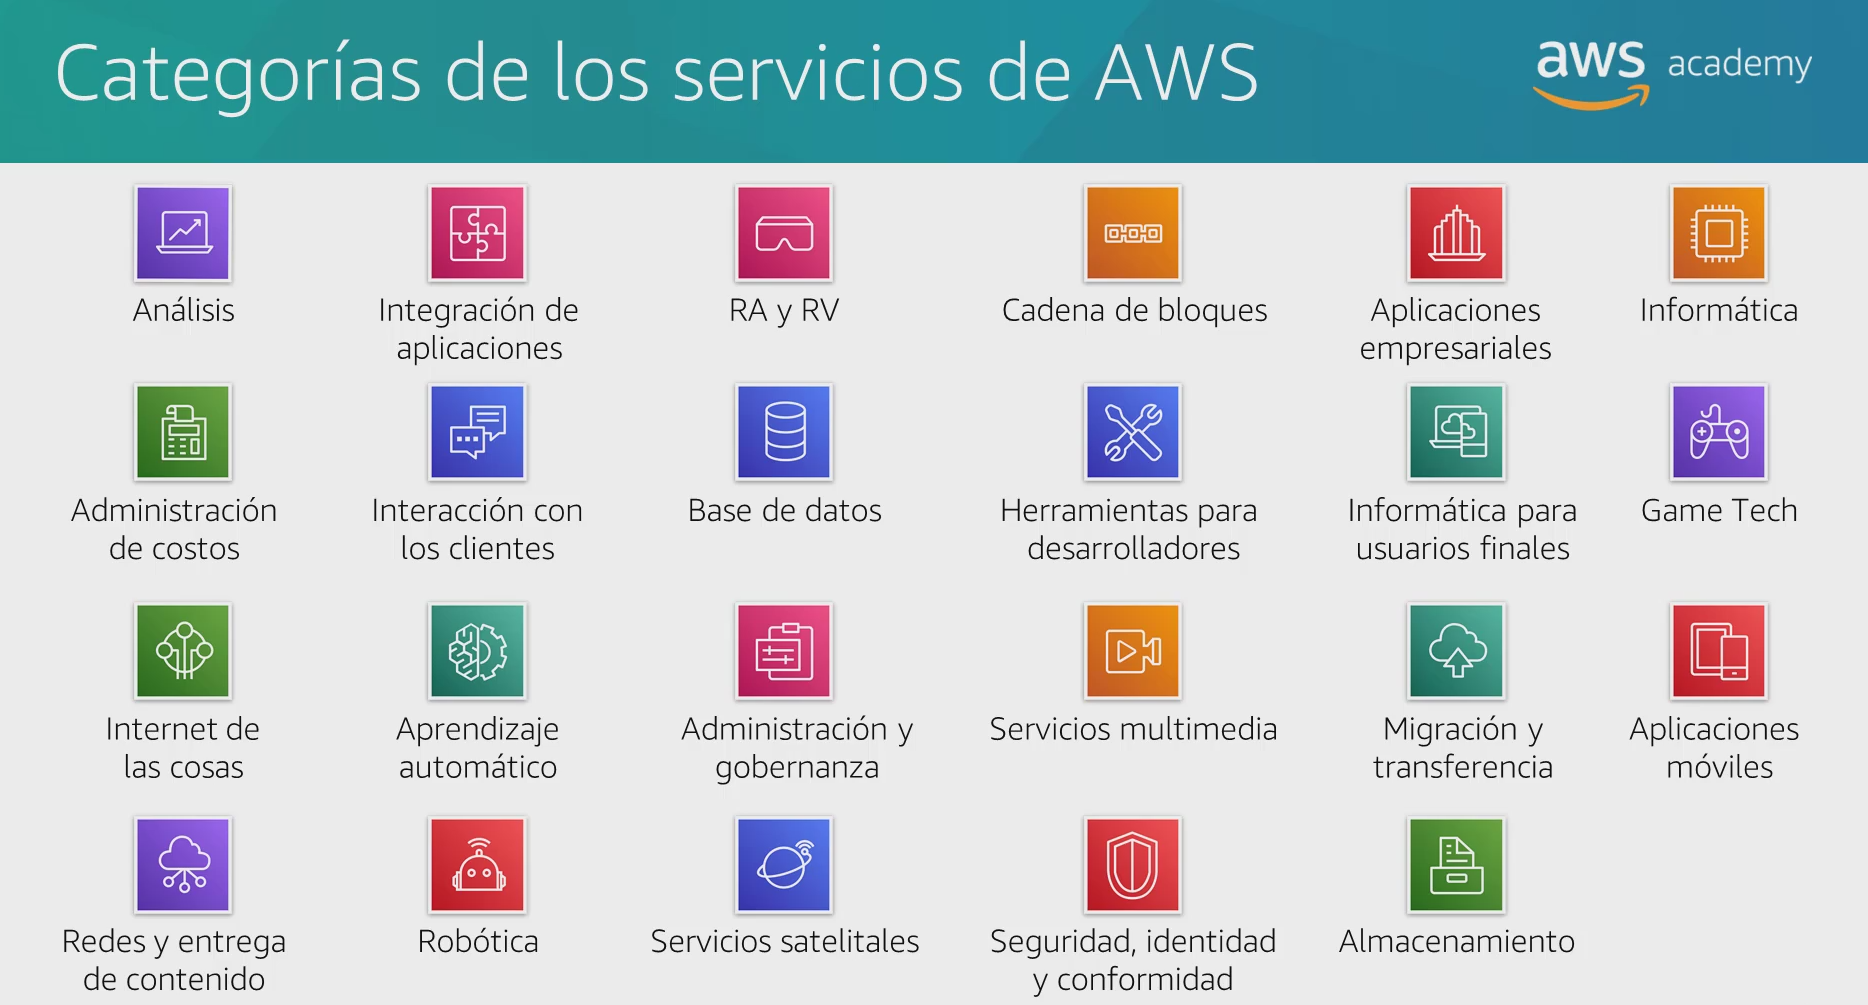 Categorías de los servicios de AWS
aws academy
Análisis
Integración de
aplicaciones
RA y RV
Cadena de bloques
Aplicaciones
empresariales
Informática
Administración
de costos
Interacción con
los clientes
Base de datos
Herramientas para
desarrolladores
Informática para
usuarios finales
Game Tech
Internet de
las cosas
Aprendizaje
automático
Administración y
gobernanza
Servicios multimedia
Migración y
transferencia
Aplicaciones
móviles
Redes y entrega
de contenido
Robótica
Servicios satelitales
Seguridad, identidad
y conformidad
Almacenamiento